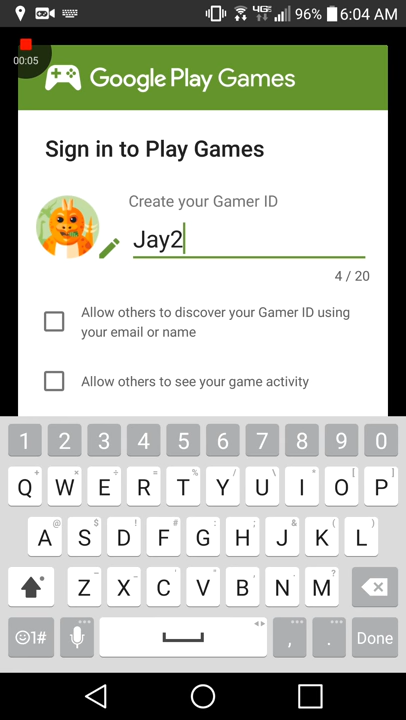 4G 96% 6:04 AM
00:05
Google Play Games
Sign in to Play Games
Create your Gamer ID
Jay2
4 / 20
Allow others to discover your Gamer ID using
your email or name
Allow others to see your game activity
1 2 3 4 5 6 7 8 9 0
+ × ÷ = % / \ * [ ]
Q W E R T Y U I O P
@ $ ! # : ; & ( )
A S D F G H J K L
- ' " , ?
Z X C V B N M
☺1# , . Done